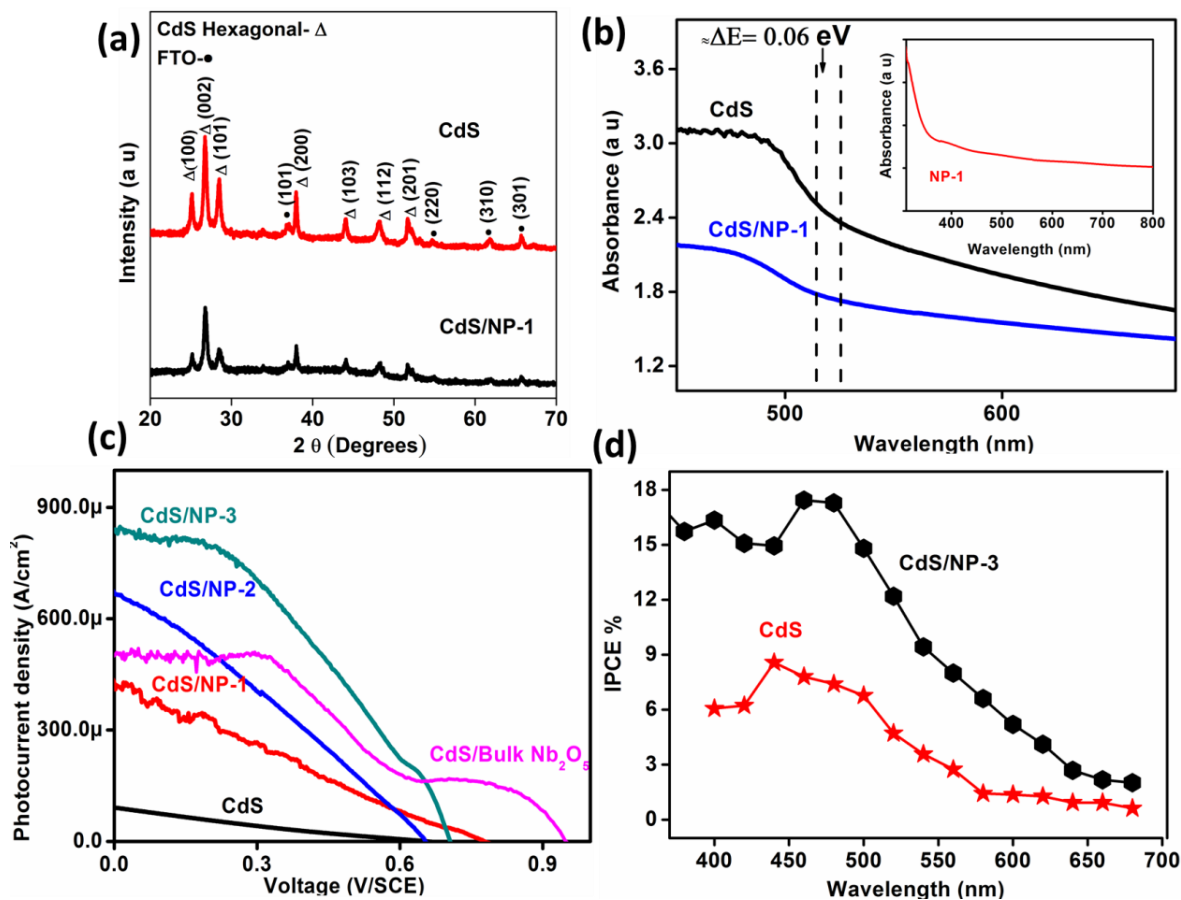 (a)
CdS Hexagonal- Δ
FTO-●
Δ(100)
Δ (002)
Δ (101)
● (101)
Δ (200)
Δ (103)
Δ (112)
Δ (201)
● (220)
● (310)
● (301)
CdS
CdS/NP-1
Intensity (a u)
20 30 40 50 60 70
2 θ (Degrees)
(b)
≈ΔE= 0.06 eV
3.6
3.0
2.4
1.8
1.2
CdS
CdS/NP-1
Absorbance (a u)
500 600
Wavelength (nm)
Absorbance (a u)
NP-1
400 500 600 700 800
Wavelength (nm)
(c)
900.0µ
600.0µ
300.0µ
0.0
CdS/NP-3
CdS/NP-2
CdS/NP-1
CdS
CdS/Bulk Nb₂O₅
Photocurrent density (A/cm²)
0.0 0.3 0.6 0.9
Voltage (V/SCE)
(d)
18
15
12
9
6
3
0
CdS/NP-3
CdS
IPCE %
400 450 500 550 600 650 700
Wavelength (nm)